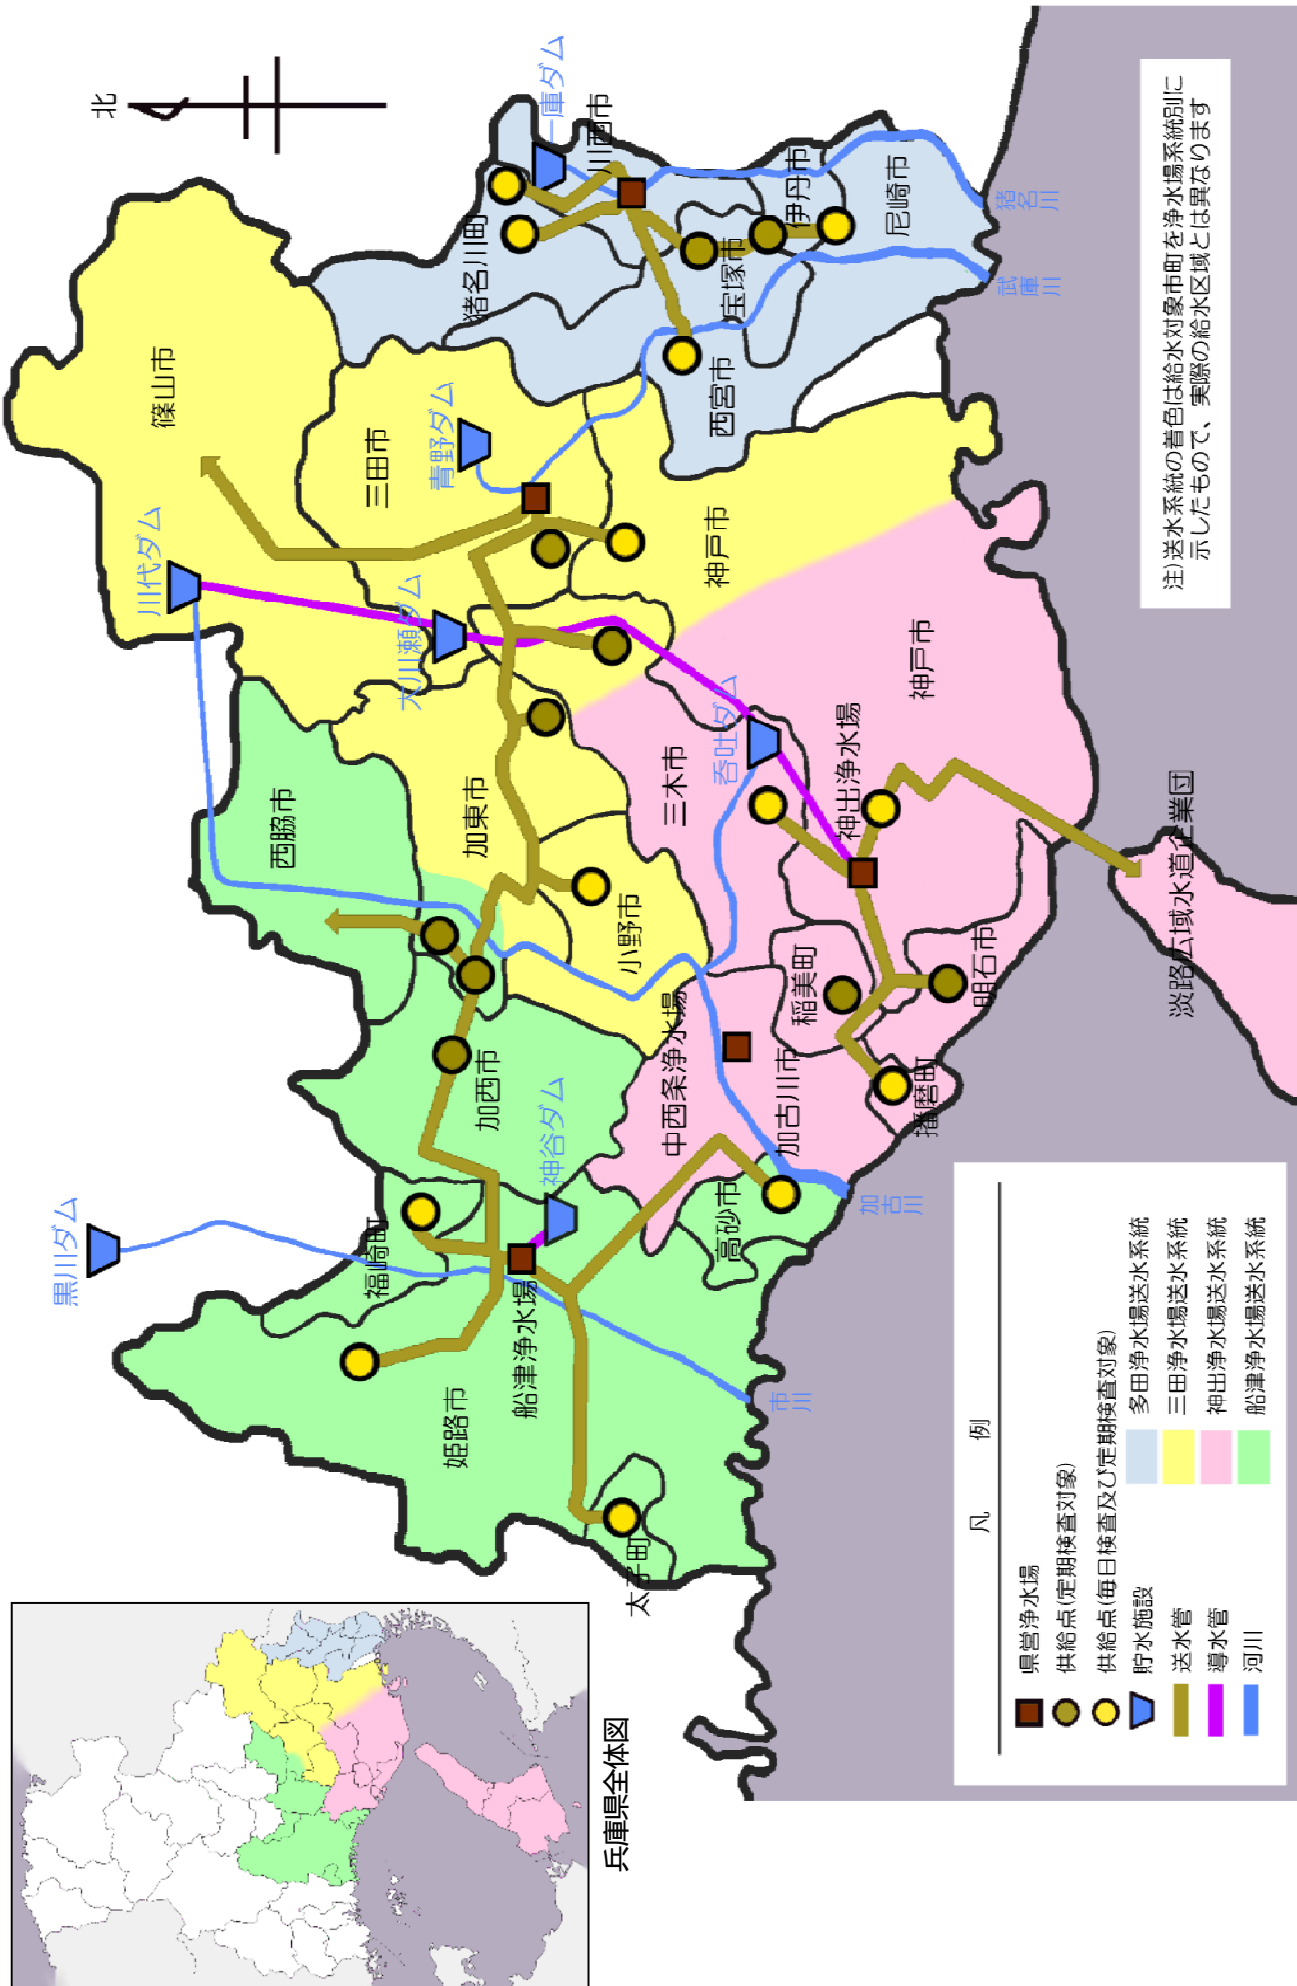 北
川代ダム
篠山市
一庫ダム
川西市
猪名川町
三田市
青野ダム
大川瀬ダム
伊丹市
尼崎市
宝塚市
西宮市
猪名川
武庫川
神戸市
西脇市
加東市
三木市
呑吐ダム
神出浄水場
神戸市
小野市
稲美町
明石市
淡路広域水道企業団
中西条浄水場
加古川市
播磨町
加西市
神谷ダム
黒川ダム
福崎町
高砂市
加古川
船津浄水場
姫路市
市川
太子町
兵庫県全体図
注)送水系統の着色は給水対象市町を浄水場系統別に
示したもので、実際の給水区域とは異なります
凡 例
県営浄水場
供給点(定期検査対象)
供給点(毎日検査及び定期検査対象)
貯水施設
送水管
導水管
河川
多田浄水場送水系統
三田浄水場送水系統
神出浄水場送水系統
船津浄水場送水系統